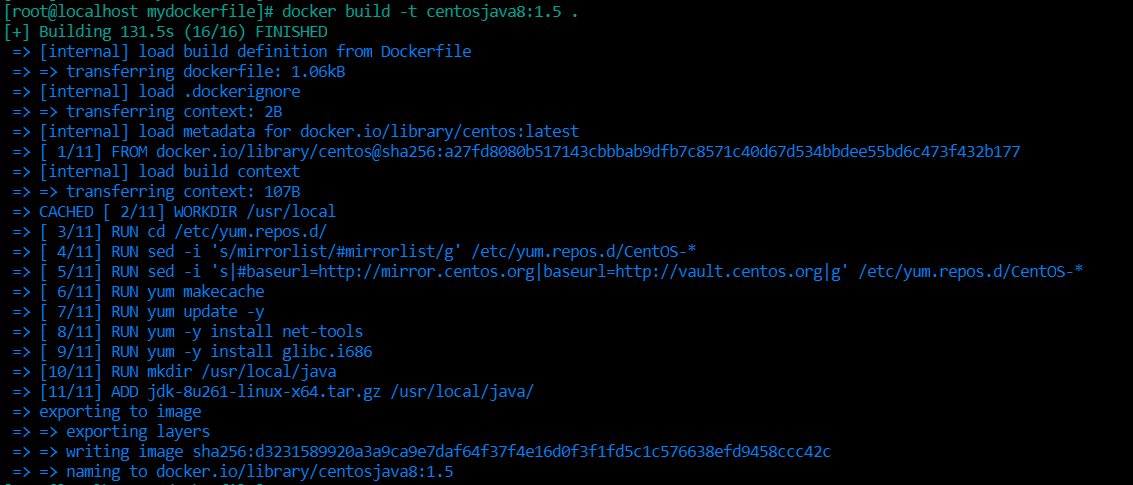 [root@localhost mydockerfile]# docker build -t centosjava8:1.5 .
[+] Building 131.5s (16/16) FINISHED
=> [internal] load build definition from Dockerfile
=> => transferring dockerfile: 1.06kB
=> [internal] load .dockerignore
=> => transferring context: 2B
=> [internal] load metadata for docker.io/library/centos:latest
=> [ 1/11] FROM docker.io/library/centos@sha256:a27fd8080b517143cbbbab9dfb7c8571c40d67d534bbdee55bd6c473f432b177
=> [internal] load build context
=> => transferring context: 107B
=> CACHED [ 2/11] WORKDIR /usr/local
=> [ 3/11] RUN cd /etc/yum.repos.d/
=> [ 4/11] RUN sed -i 's/mirrorlist/#mirrorlist/g' /etc/yum.repos.d/CentOS-*
=> [ 5/11] RUN sed -i 's|#baseurl=http://mirror.centos.org|baseurl=http://vault.centos.org|g' /etc/yum.repos.d/CentOS-*
=> [ 6/11] RUN yum makecache
=> [ 7/11] RUN yum update -y
=> [ 8/11] RUN yum -y install net-tools
=> [ 9/11] RUN yum -y install glibc.i686
=> [10/11] RUN mkdir /usr/local/java
=> [11/11] ADD jdk-8u261-linux-x64.tar.gz /usr/local/java/
=> exporting to image
=> => exporting layers
=> => writing image sha256:d3231589920a3a9ca9e7daf64f37f4e16d0f3f1fd5c1c576638efd9458ccc42c
=> => naming to docker.io/library/centosjava8:1.5